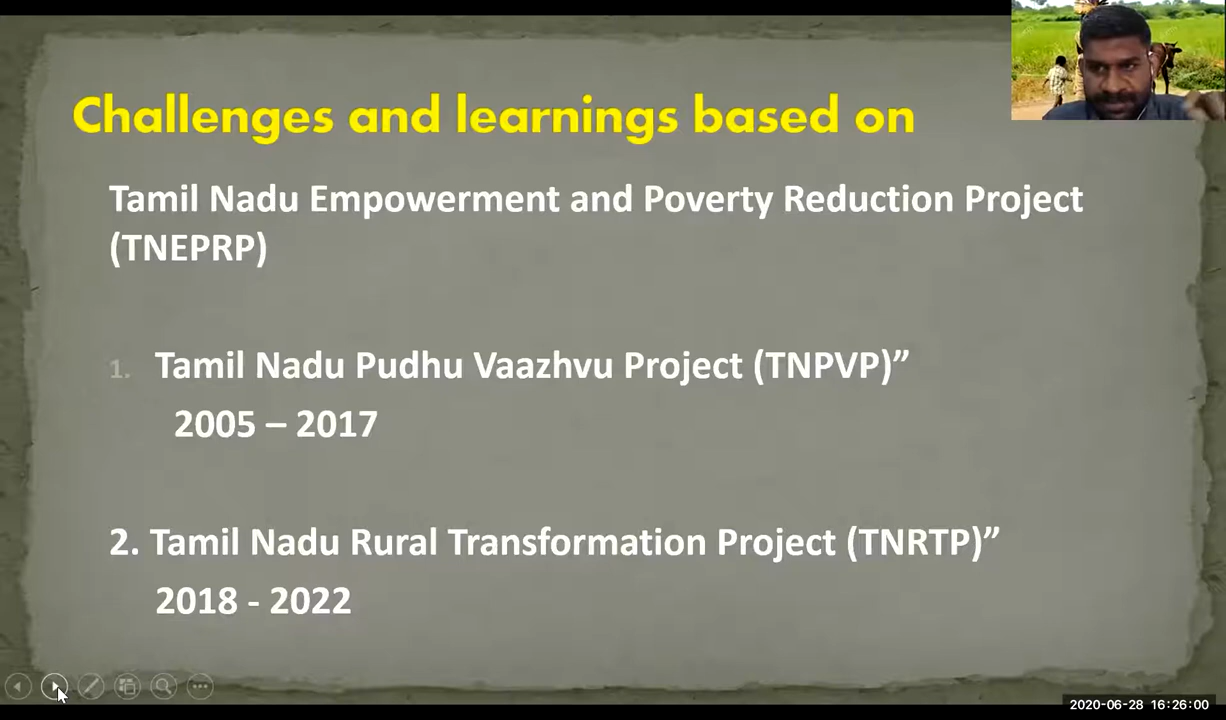 Challenges and learnings based on
Tamil Nadu Empowerment and Poverty Reduction Project
(TNEPRP)
1. Tamil Nadu Pudhu Vaazhvu Project (TNPVP)”
2005 – 2017
2. Tamil Nadu Rural Transformation Project (TNRTP)”
2018 - 2022
2020-06-28 16:26:00